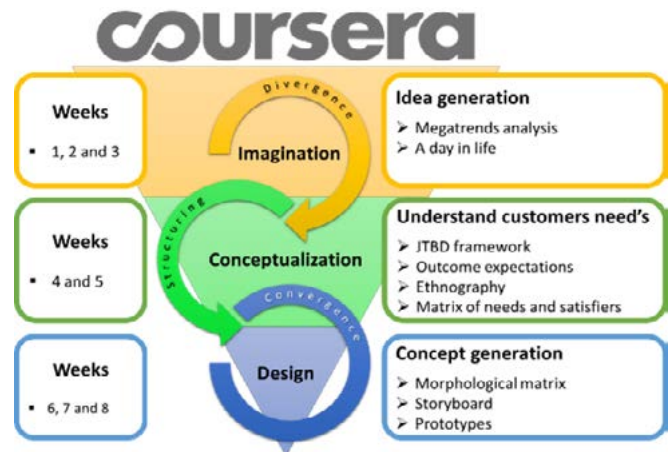 coursera
Weeks
▪ 1, 2 and 3
Divergence
Imagination
Idea generation
➢ Megatrends analysis
➢ A day in life
Weeks
▪ 4 and 5
Structuring
Conceptualization
Understand customers need's
➢ JTBD framework
➢ Outcome expectations
➢ Ethnography
➢ Matrix of needs and satisfiers
Weeks
▪ 6, 7 and 8
Convergence
Design
Concept generation
➢ Morphological matrix
➢ Storyboard
➢ Prototypes